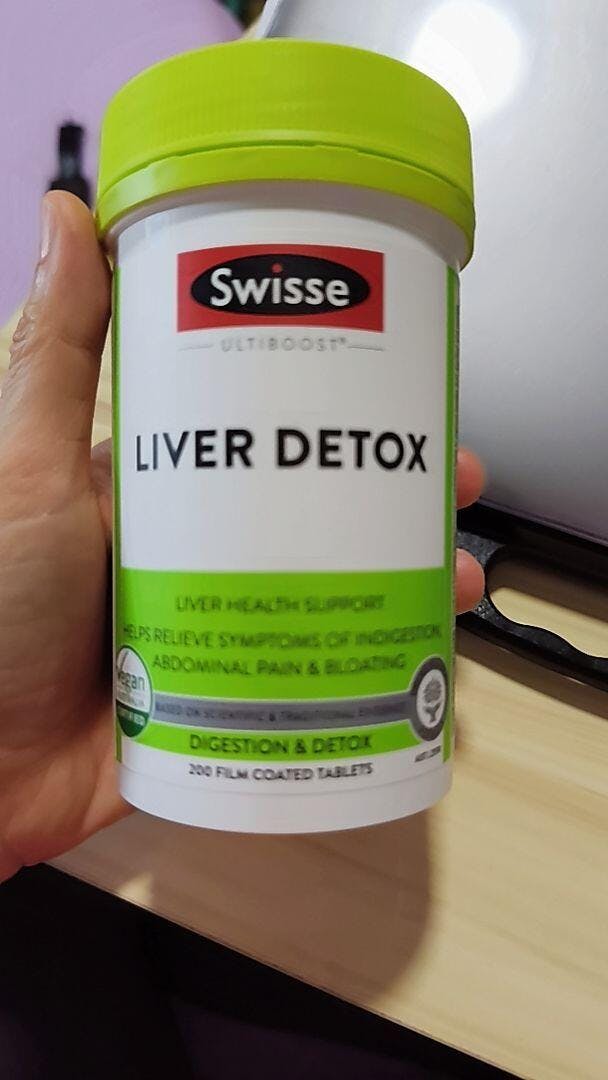 Swisse
ULTIBOOST®
LIVER DETOX
LIVER HEALTH SUPPORT
HELPS RELIEVE SYMPTOMS OF INDIGESTION,
ABDOMINAL PAIN & BLOATING
Vegan
BASED ON SCIENTIFIC & TRADITIONAL EVIDENCE
DIGESTION & DETOX
200 FILM COATED TABLETS